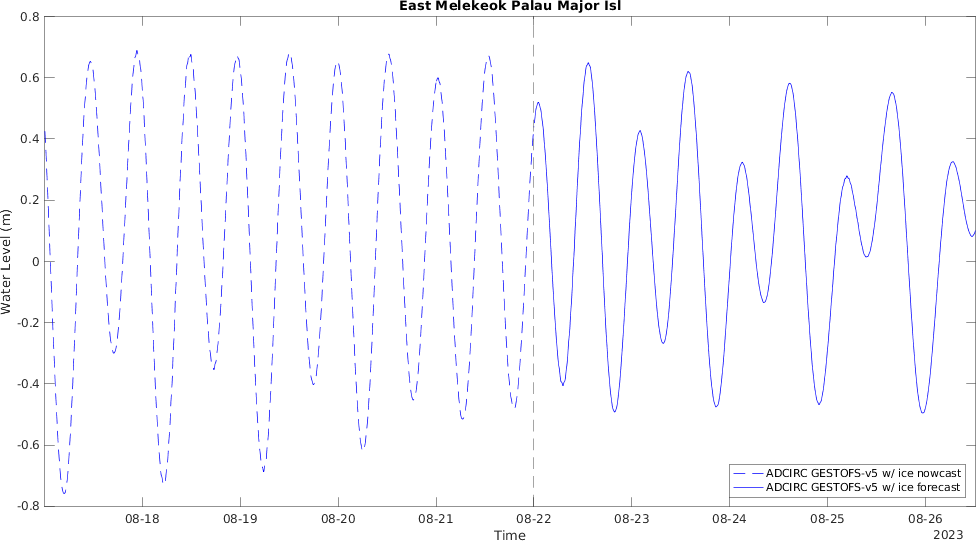 East Melekeok Palau Major Isl
0.8
0.6
0.4
0.2
0
-0.2
-0.4
-0.6
-0.8
Water Level (m)
08-18 08-19 08-20 08-21 08-22 08-23 08-24 08-25 08-26
Time
2023
ADCIRC GESTOFS-v5 w/ ice nowcast
ADCIRC GESTOFS-v5 w/ ice forecast